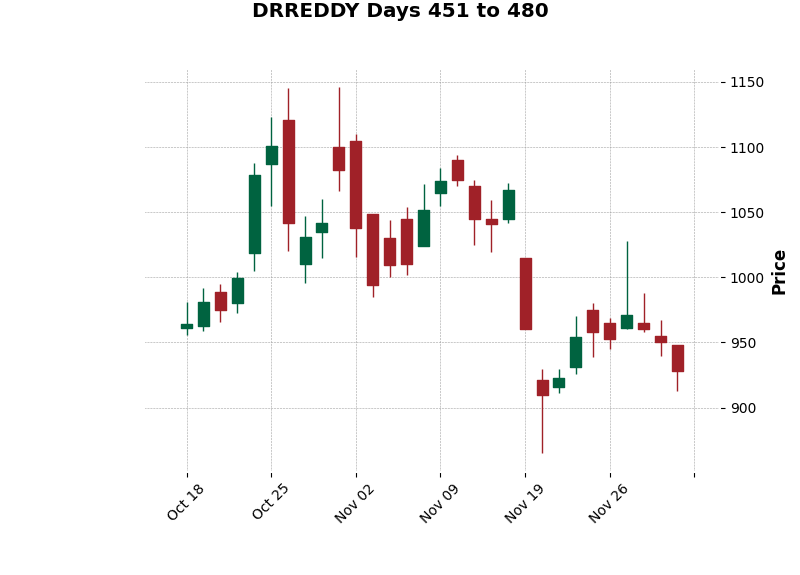 DRREDDY Days 451 to 480
1150
1100
1050
1000
950
900
Price
Oct 18
Oct 25
Nov 02
Nov 09
Nov 19
Nov 26